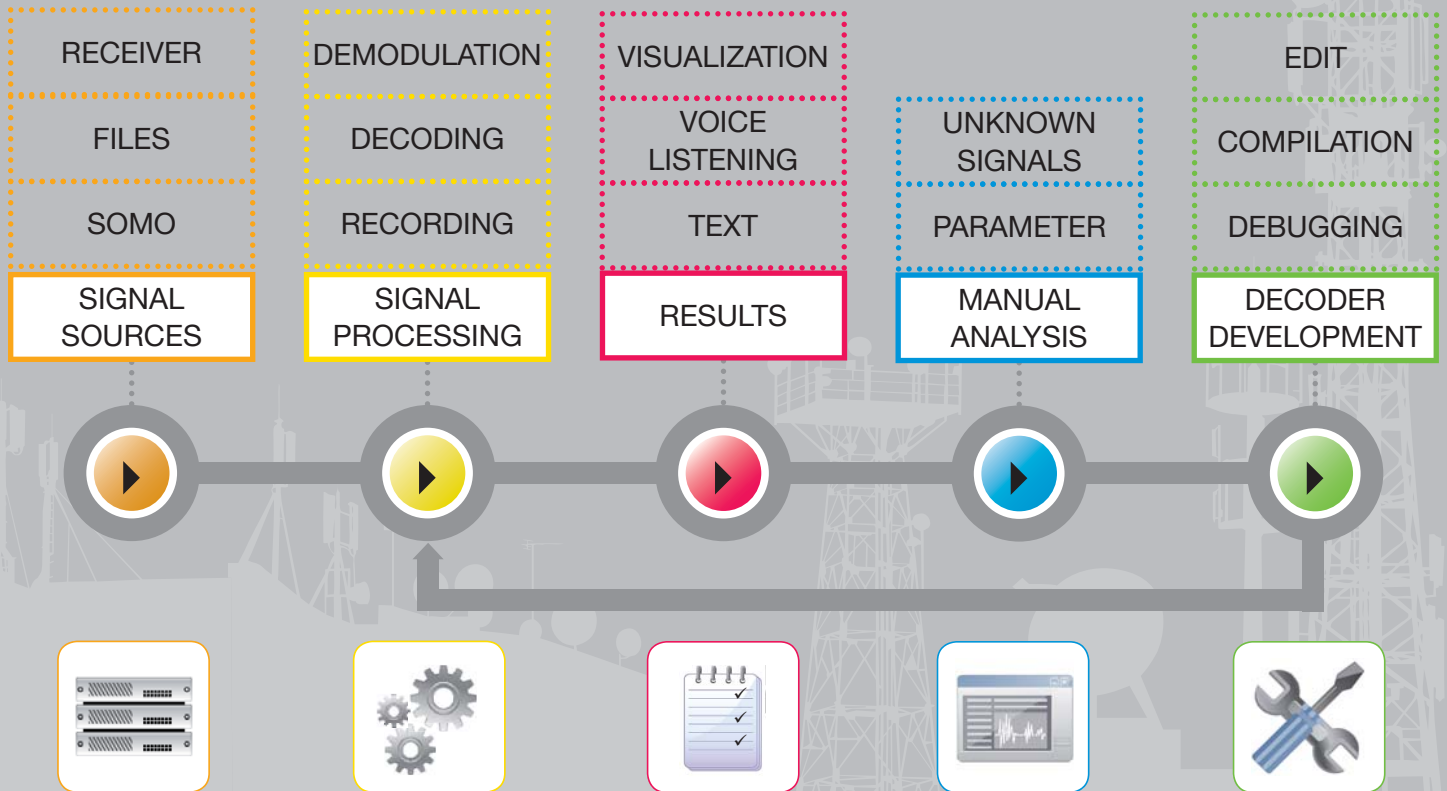 RECEIVER
FILES
SOMO
SIGNAL
SOURCES
DEMODULATION
DECODING
RECORDING
SIGNAL
PROCESSING
VISUALIZATION
VOICE
LISTENING
TEXT
RESULTS
UNKNOWN
SIGNALS
PARAMETER
MANUAL
ANALYSIS
EDIT
COMPILATION
DEBUGGING
DECODER
DEVELOPMENT